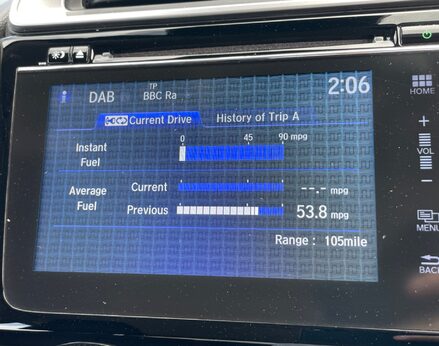 DAB TP BBC Ra 2:06
Current Drive History of Trip A
0 45 90 mpg
Instant Fuel
Average Fuel
Current --.- mpg
Previous 53.8 mpg
Range : 105mile
HOME
+
VOL
−
MENU
BACK